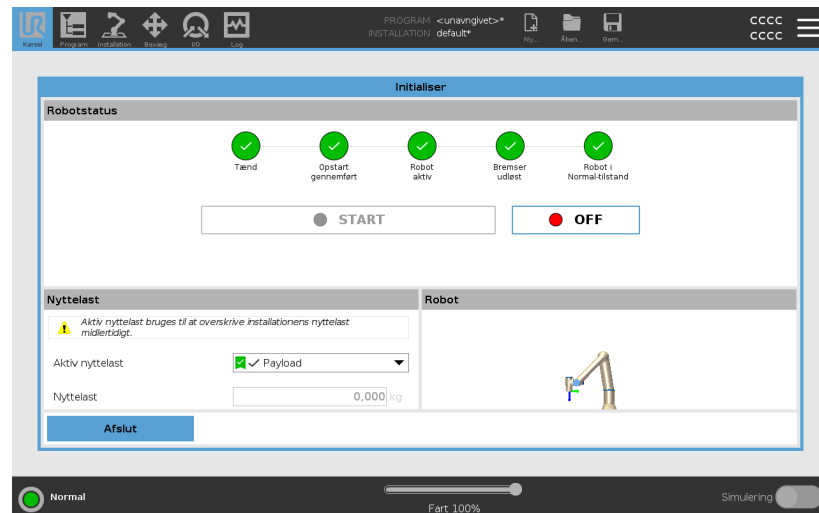 PROGRAM <unavngivet>*
INSTALLATION default*
cccc
cccc
UR
Kørsel Program Installation Bevæg I/O Log Ny... Åben... Gem...
Initialiser
Robotstatus
Tænd Opstart gennemført Robot aktiv Bremser udløst Robot i Normal-tilstand
START OFF
Nyttelast
Aktiv nyttelast bruges til at overskrive installationens nyttelast
midlertidigt.
Aktiv nyttelast Payload
Nyttelast 0,000 kg
Robot
Afslut
Normal
Fart 100%
Simulering